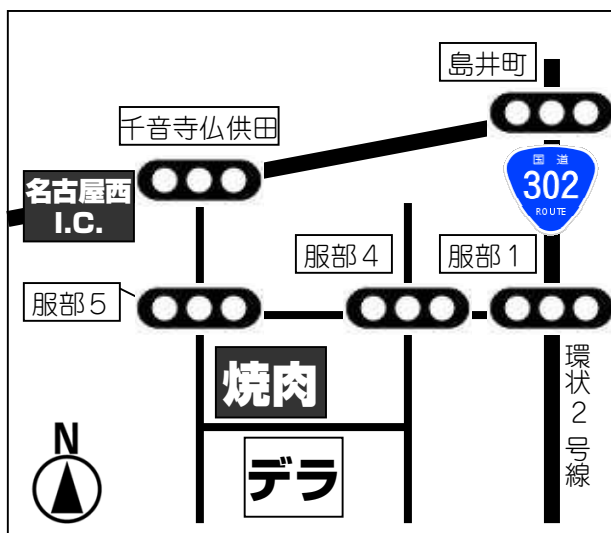 島井町
千音寺仏供田
国道
302
ROUTE
名古屋西
I.C.
服部4
服部1
服部5
環状2号線
焼肉
デラ
N